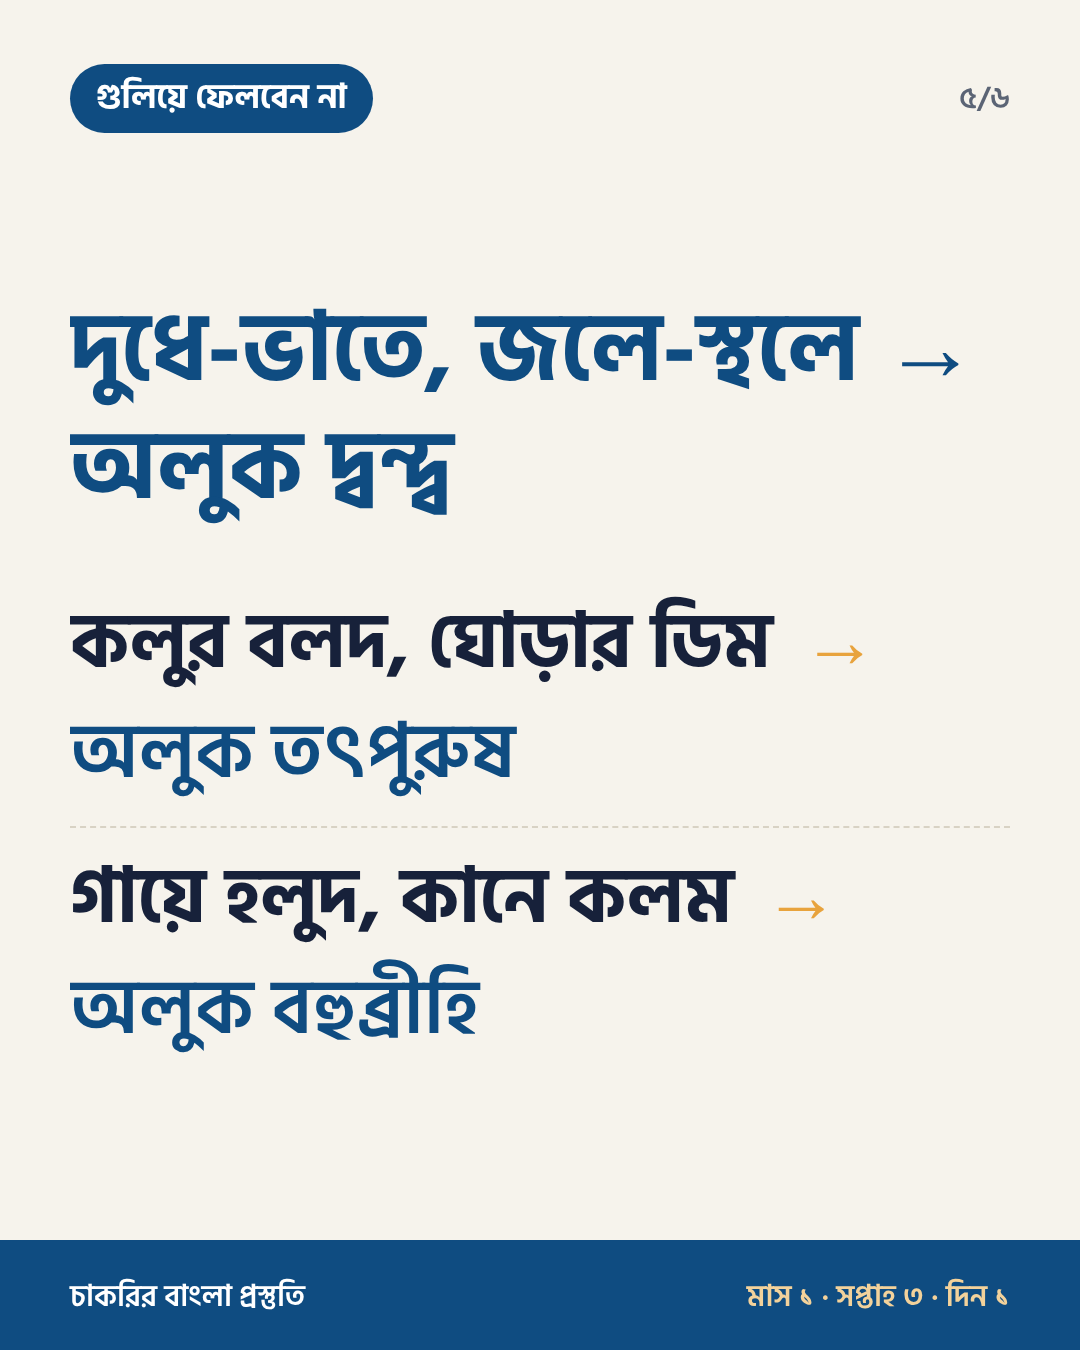 গুলিয়ে ফেলবেন না
৫/৬
দুধে-ভাতে, জলে-স্থলে →
অলুক দ্বন্দ্ব
কলুর বলদ, ঘোড়ার ডিম →
অলুক তৎপুরুষ
গায়ে হলুদ, কানে কলম →
অলুক বহুব্রীহি
চাকরির বাংলা প্রস্তুতি
মাস ১ · সপ্তাহ ৩ · দিন ১